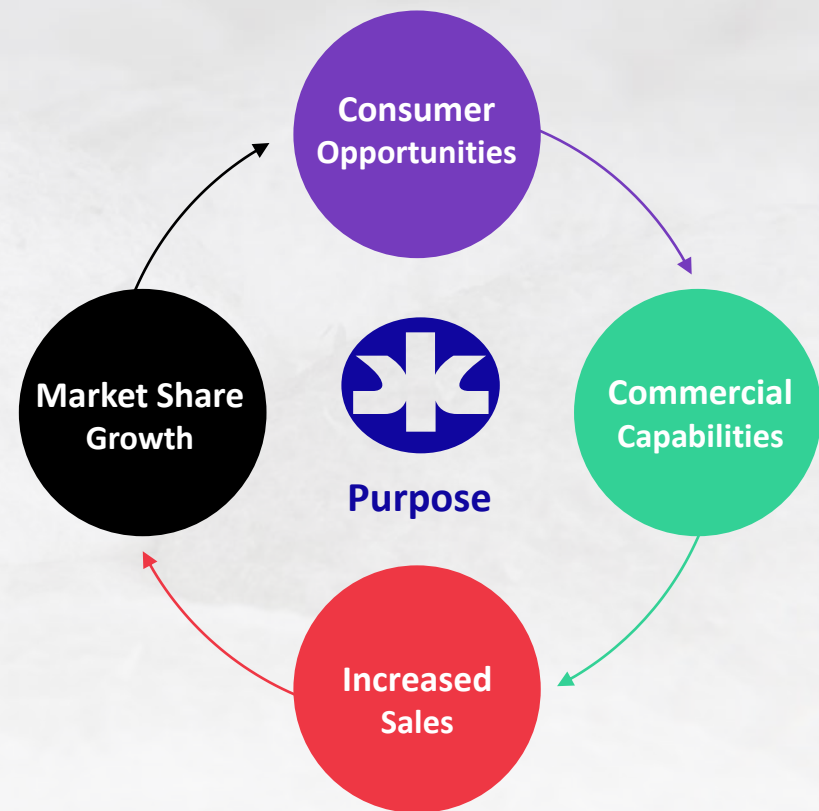 Consumer
Opportunities
Commercial
Capabilities
Increased
Sales
Market Share
Growth
Purpose